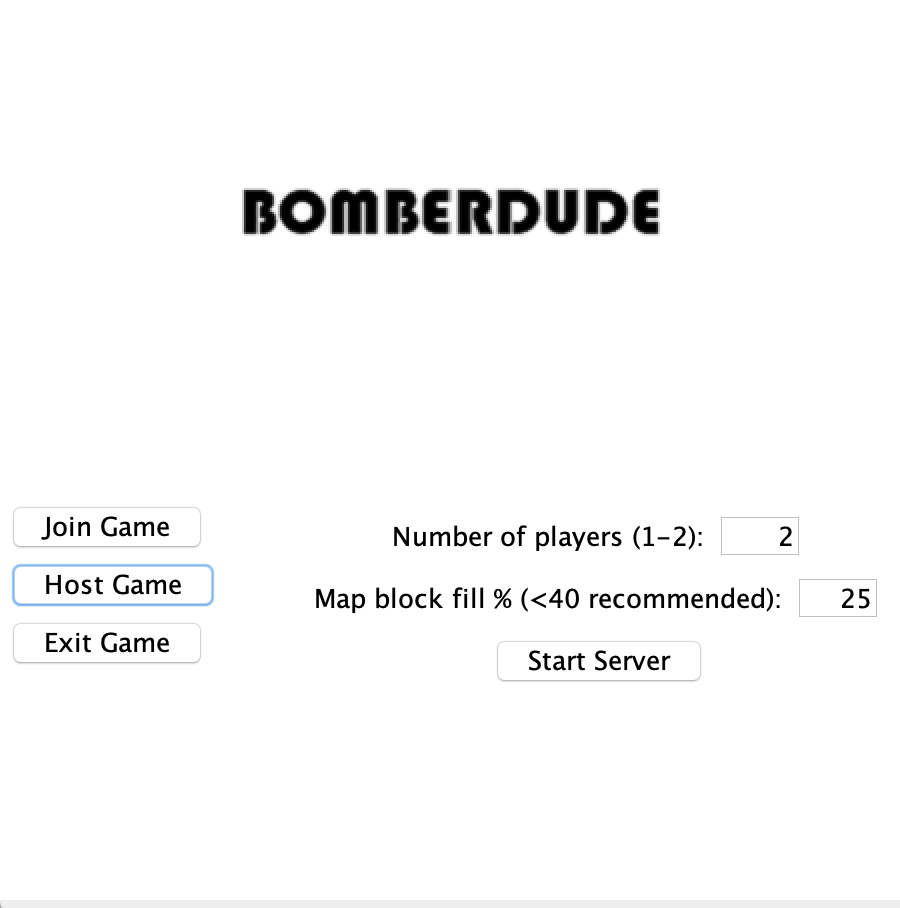 BOMBERDUDE
Join Game
Host Game
Exit Game
Number of players (1-2): 2
Map block fill % (<40 recommended): 25
Start Server